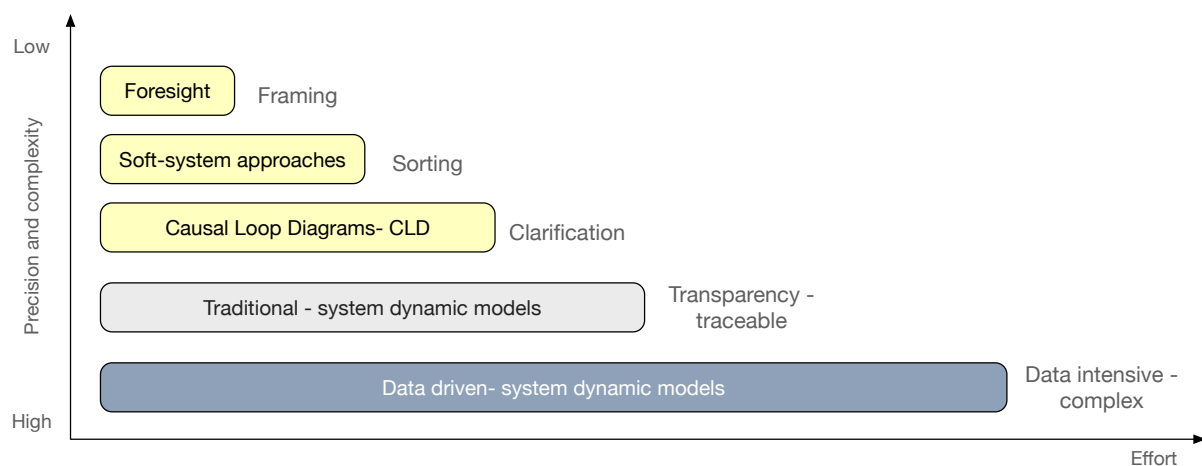 Low
Foresight
Framing
Soft-system approaches
Sorting
Causal Loop Diagrams- CLD
Clarification
Precision and complexity
Traditional - system dynamic models
Transparency -
traceable
Data driven- system dynamic models
Data intensive -
complex
High
Effort